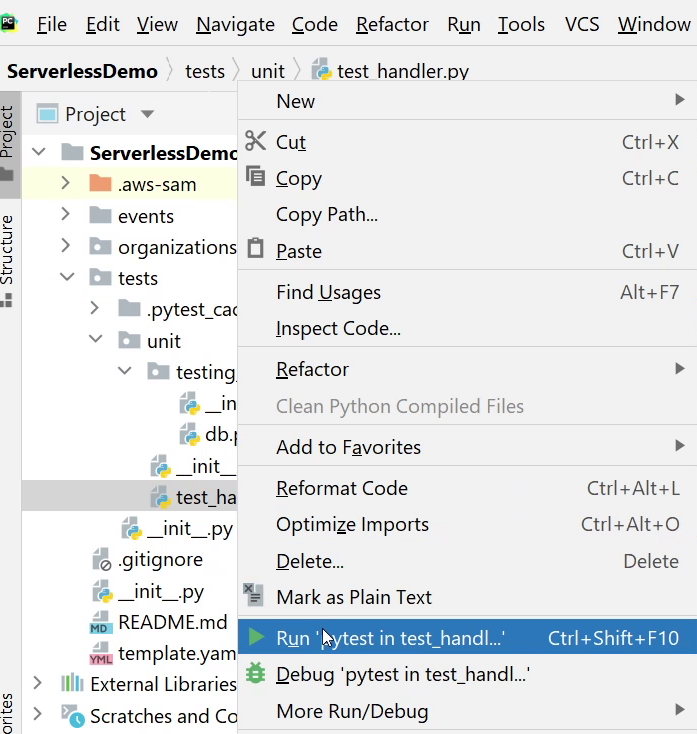 PC File Edit View Navigate Code Refactor Run Tools VCS Window
ServerlessDemo tests unit test_handler.py
Project
Project
Structure
ServerlessDemo
.aws-sam
events
organizations
tests
.pytest_cac
unit
testing_
__in
db.p
__init__
test_ha
__init__.py
.gitignore
__init__.py
MD README.md
YML template.yam
External Libraries
Scratches and Co
orites
New
Cut Ctrl+X
Copy Ctrl+C
Copy Path...
Paste Ctrl+V
Find Usages Alt+F7
Inspect Code...
Refactor
Clean Python Compiled Files
Add to Favorites
Reformat Code Ctrl+Alt+L
Optimize Imports Ctrl+Alt+O
Delete... Delete
Mark as Plain Text
Run 'pytest in test_handl...' Ctrl+Shift+F10
Debug 'pytest in test_handl...'
More Run/Debug